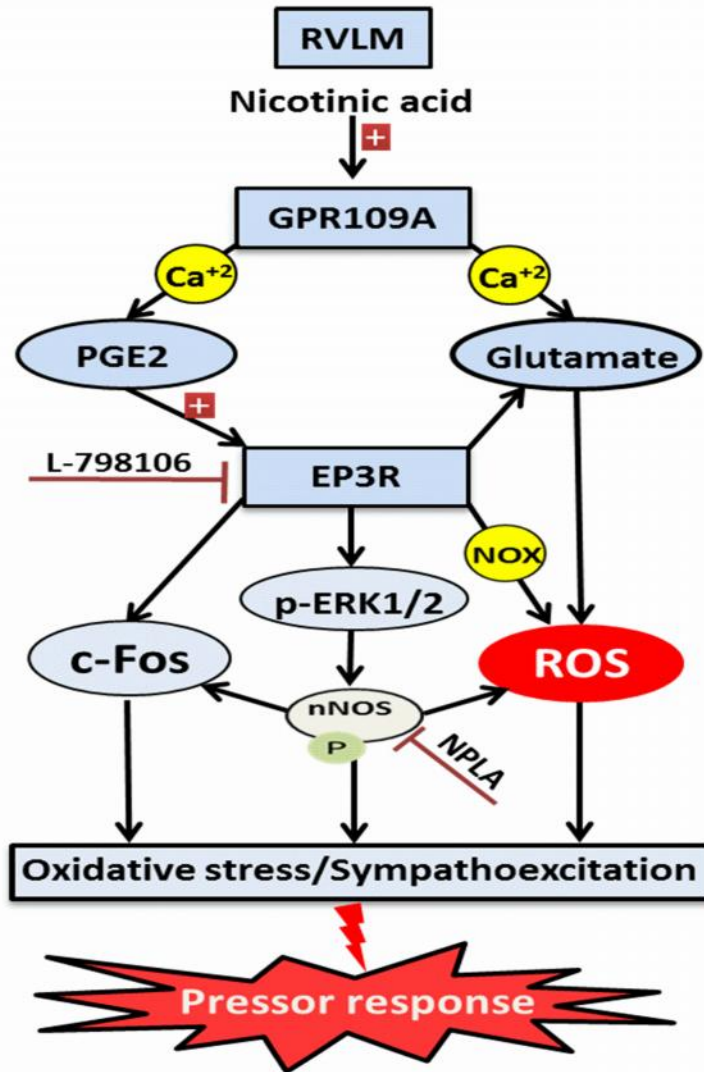 RVLM
Nicotinic acid
+
GPR109A
Ca+2
Ca+2
PGE2
Glutamate
+
L-798106
EP3R
NOX
p-ERK1/2
c-Fos
ROS
nNOS
P
NPLA
Oxidative stress/Sympathoexcitation
Pressor response